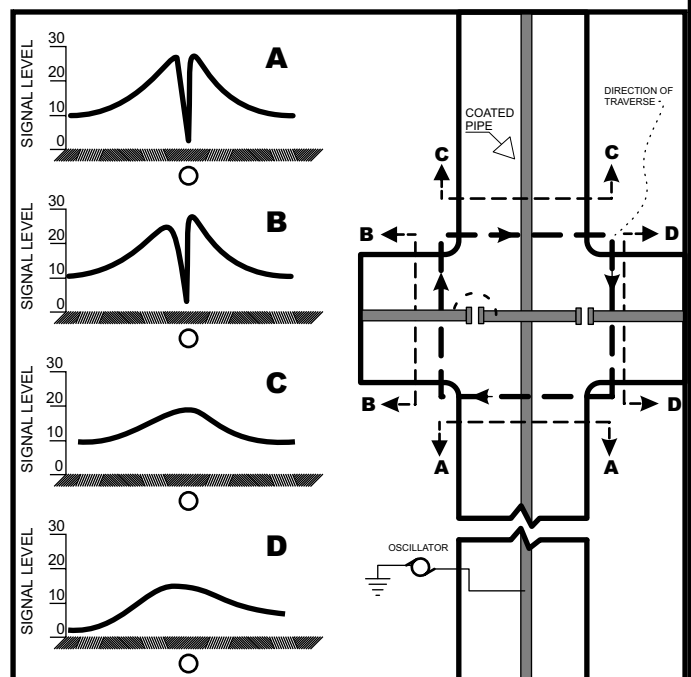 SIGNAL LEVEL
30
20
10
0
A
SIGNAL LEVEL
30
20
10
0
B
SIGNAL LEVEL
30
20
10
0
C
SIGNAL LEVEL
30
20
10
0
D
COATED
PIPE
DIRECTION OF
TRAVERSE
C
C
B
D
B
D
A
A
OSCILLATOR